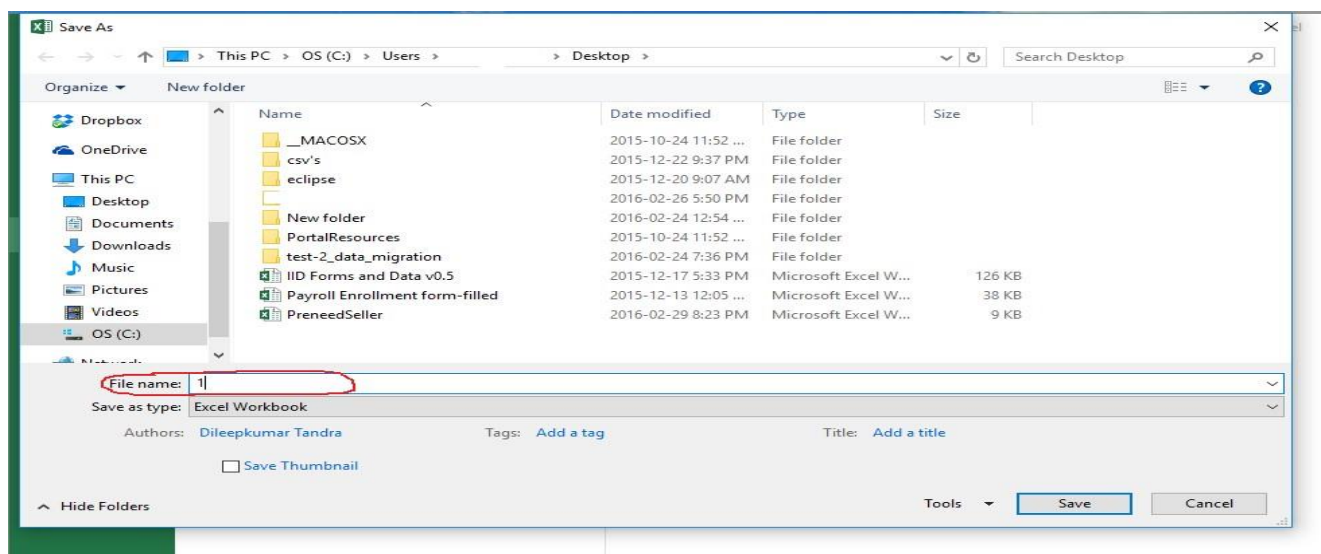 Save As
el
This PC > OS (C:) > Users > > Desktop >
Search Desktop
Organize New folder
?
Name Date modified Type Size
Dropbox
OneDrive
This PC
Desktop
Documents
Downloads
Music
Pictures
Videos
OS (C:)
Network
__MACOSX 2015-10-24 11:52 ... File folder
csv's 2015-12-22 9:37 PM File folder
eclipse 2015-12-20 9:07 AM File folder
2016-02-26 5:50 PM File folder
New folder 2016-02-24 12:54 ... File folder
PortalResources 2015-10-24 11:52 ... File folder
test-2_data_migration 2016-02-24 7:36 PM File folder
IID Forms and Data v0.5 2015-12-17 5:33 PM Microsoft Excel W... 126 KB
Payroll Enrollment form-filled 2015-12-13 12:05 ... Microsoft Excel W... 38 KB
PreneedSeller 2016-02-29 8:23 PM Microsoft Excel W... 9 KB
File name: 1
Save as type: Excel Workbook
Authors: Dileepkumar Tandra Tags: Add a tag Title: Add a title
Save Thumbnail
Hide Folders Tools Save Cancel